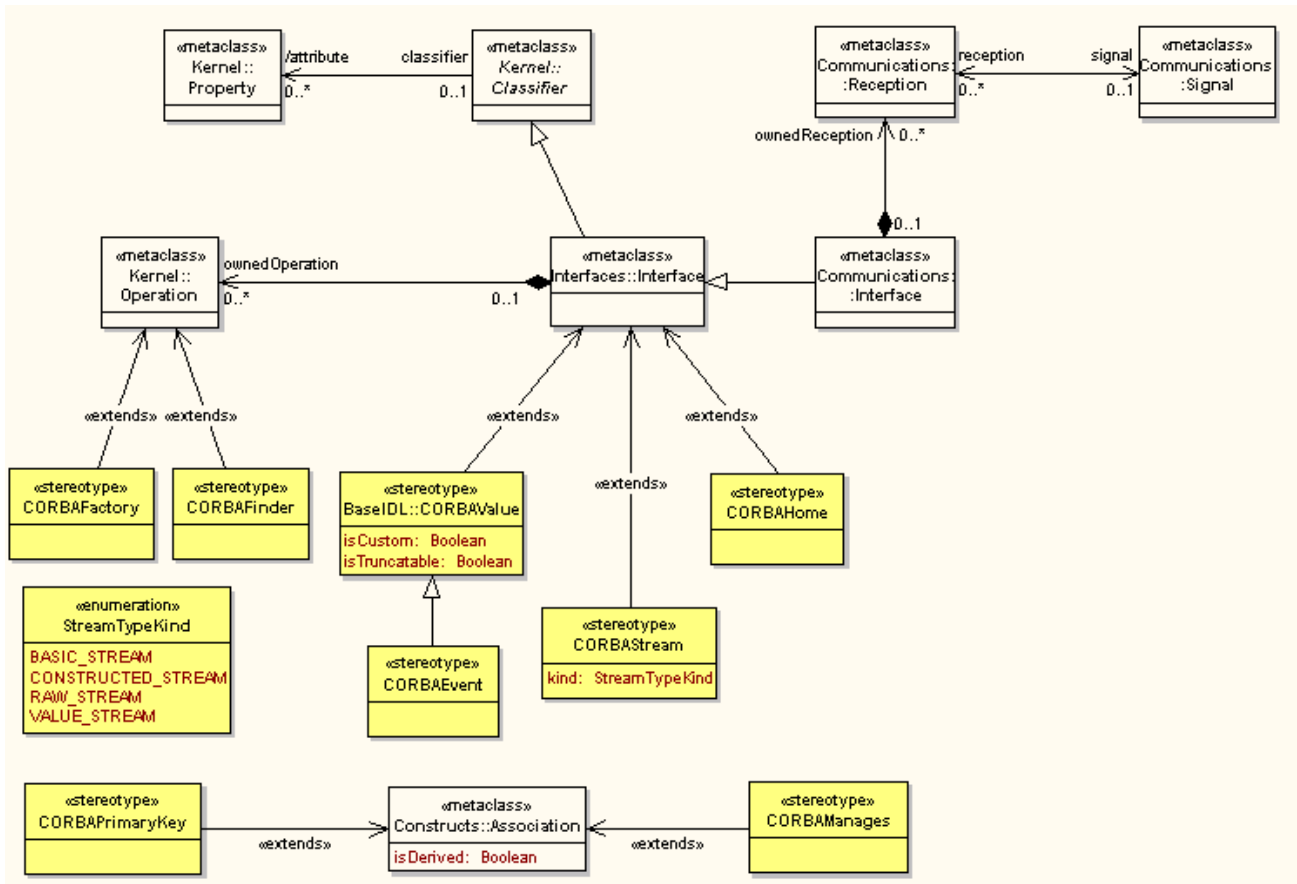 «metaclass»
Kernel::
Property
/attribute
0..*
classifier
0..1
«metaclass»
Kernel::
Classifier
«metaclass»
Communications:
:Reception
reception
0..*
signal
0..1
«metaclass»
Communications
:Signal
ownedReception
0..*
0..1
«metaclass»
Kernel::
Operation
ownedOperation
0..*
0..1
«metaclass»
Interfaces::Interface
«metaclass»
Communications:
:Interface
«extends»
«extends»
«extends»
«extends»
«extends»
«stereotype»
CORBAFactory
«stereotype»
CORBAFinder
«stereotype»
BaseIDL::CORBAValue
isCustom: Boolean
isTruncatable: Boolean
«stereotype»
CORBAHome
«enumeration»
StreamTypeKind
BASIC_STREAM
CONSTRUCTED_STREAM
RAW_STREAM
VALUE_STREAM
«stereotype»
CORBAEvent
«stereotype»
CORBAStream
kind: StreamTypeKind
«stereotype»
CORBAPrimaryKey
«extends»
«metaclass»
Constructs::Association
isDerived: Boolean
«extends»
«stereotype»
CORBAManages